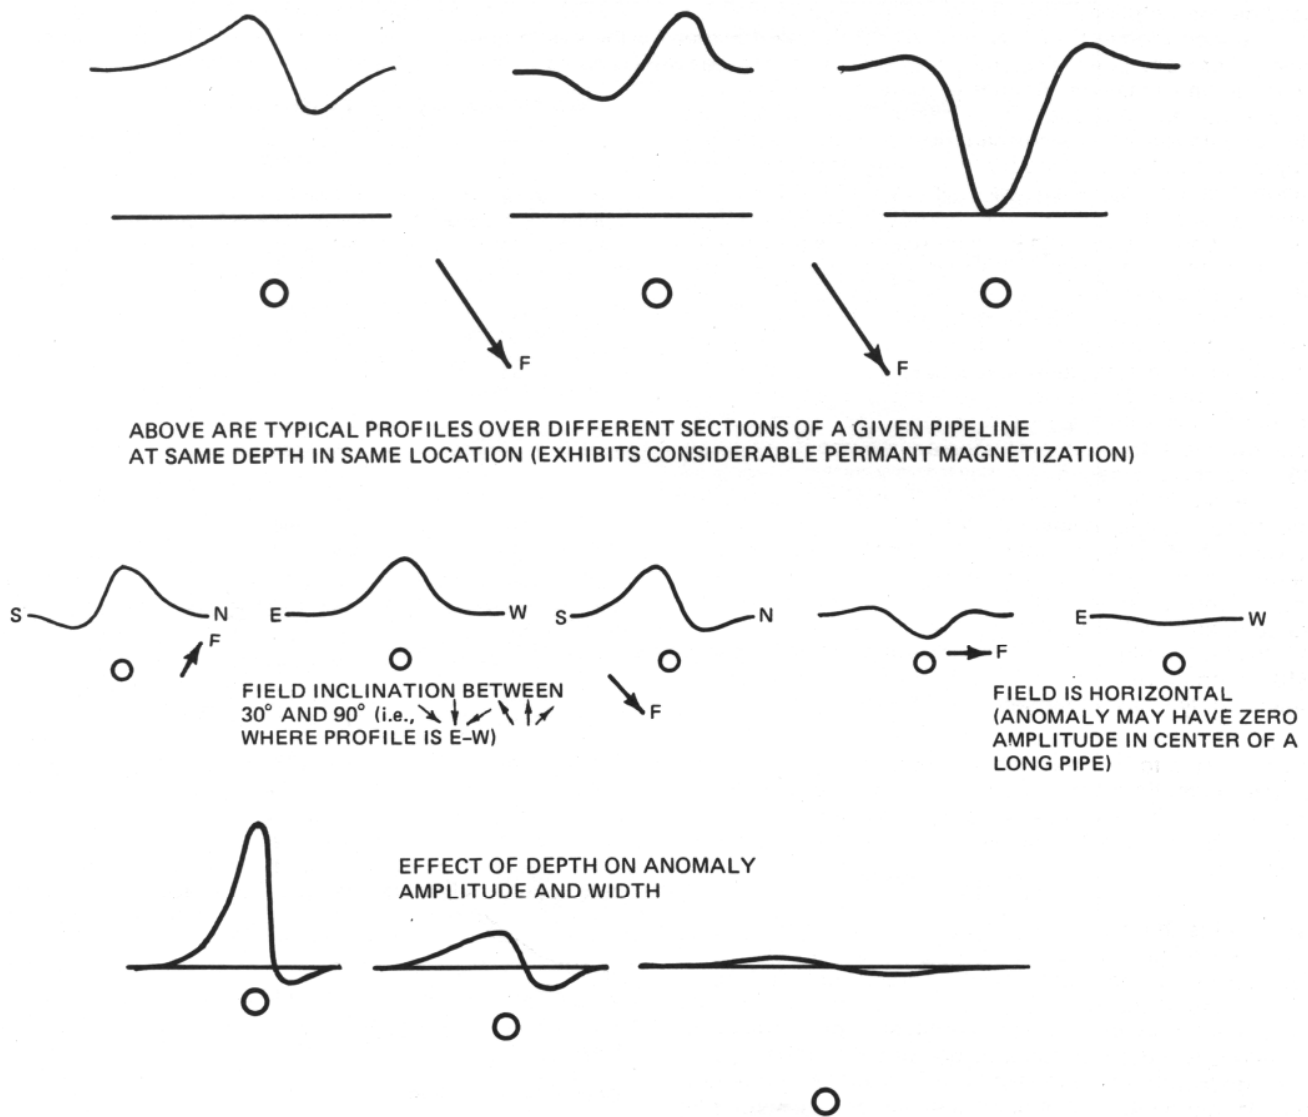 F
F
ABOVE ARE TYPICAL PROFILES OVER DIFFERENT SECTIONS OF A GIVEN PIPELINE
AT SAME DEPTH IN SAME LOCATION (EXHIBITS CONSIDERABLE PERMANT MAGNETIZATION)
S
N
F
E
W
S
N
F
F
E
W
FIELD INCLINATION BETWEEN
30° AND 90° (i.e.,
WHERE PROFILE IS E–W)
FIELD IS HORIZONTAL
(ANOMALY MAY HAVE ZERO
AMPLITUDE IN CENTER OF A
LONG PIPE)
EFFECT OF DEPTH ON ANOMALY
AMPLITUDE AND WIDTH